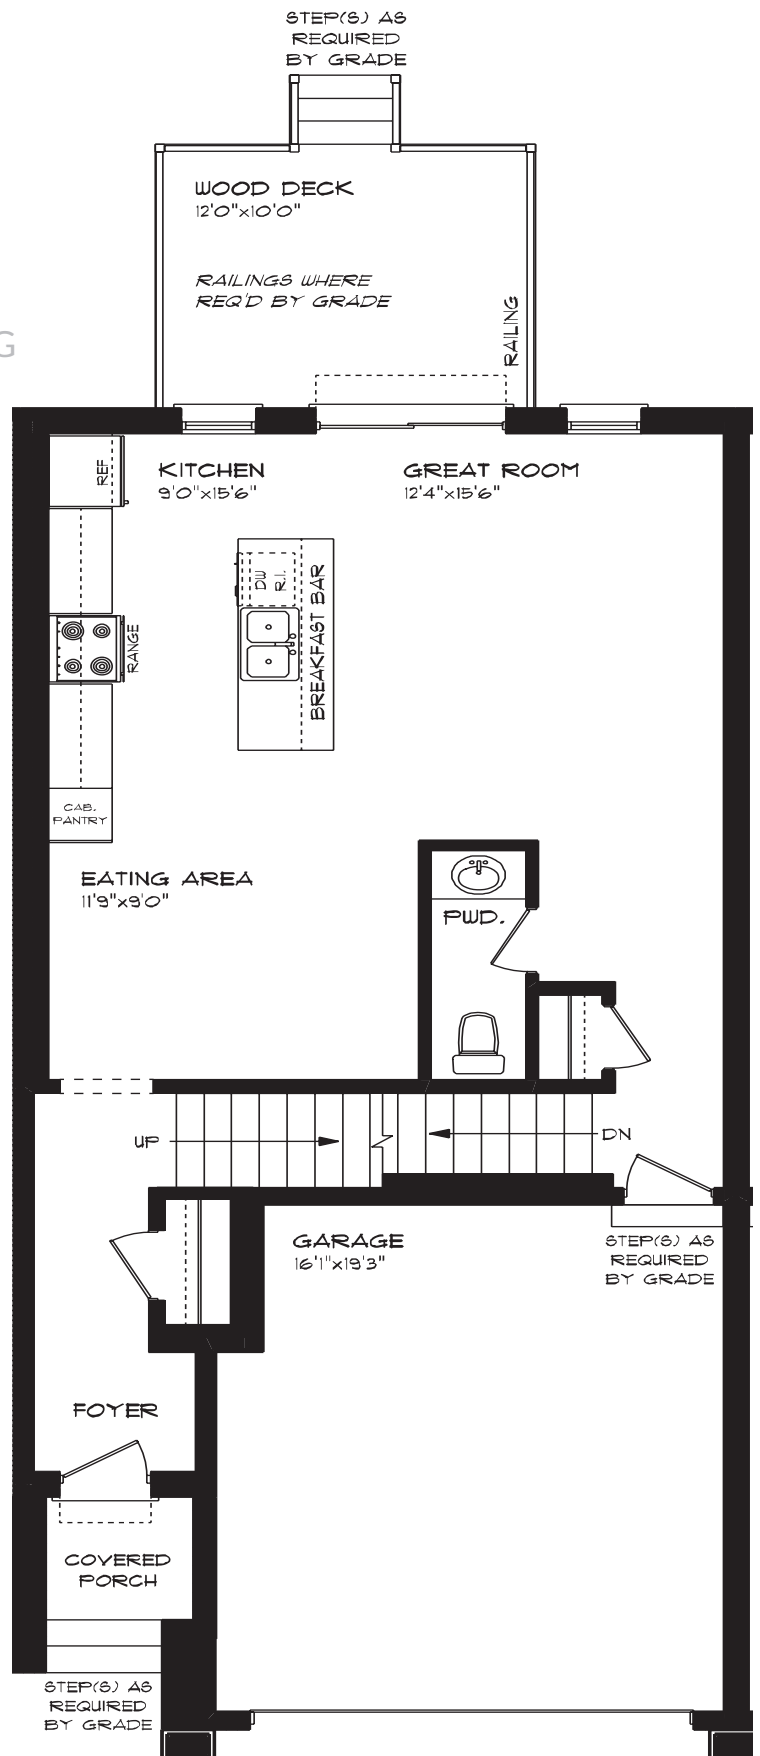 STEP(S) AS
REQUIRED
BY GRADE
WOOD DECK
12'0"x10'0"
RAILINGS WHERE
REQ'D BY GRADE
RAILING
G
KITCHEN
9'0"x15'6"
GREAT ROOM
12'4"x15'6"
REF
DW
R.I.
BREAKFAST BAR
RANGE
CAB.
PANTRY
EATING AREA
11'9"x9'0"
PWD.
UP
DN
GARAGE
16'1"x19'3"
STEP(S) AS
REQUIRED
BY GRADE
FOYER
COVERED
PORCH
STEP(S) AS
REQUIRED
BY GRADE